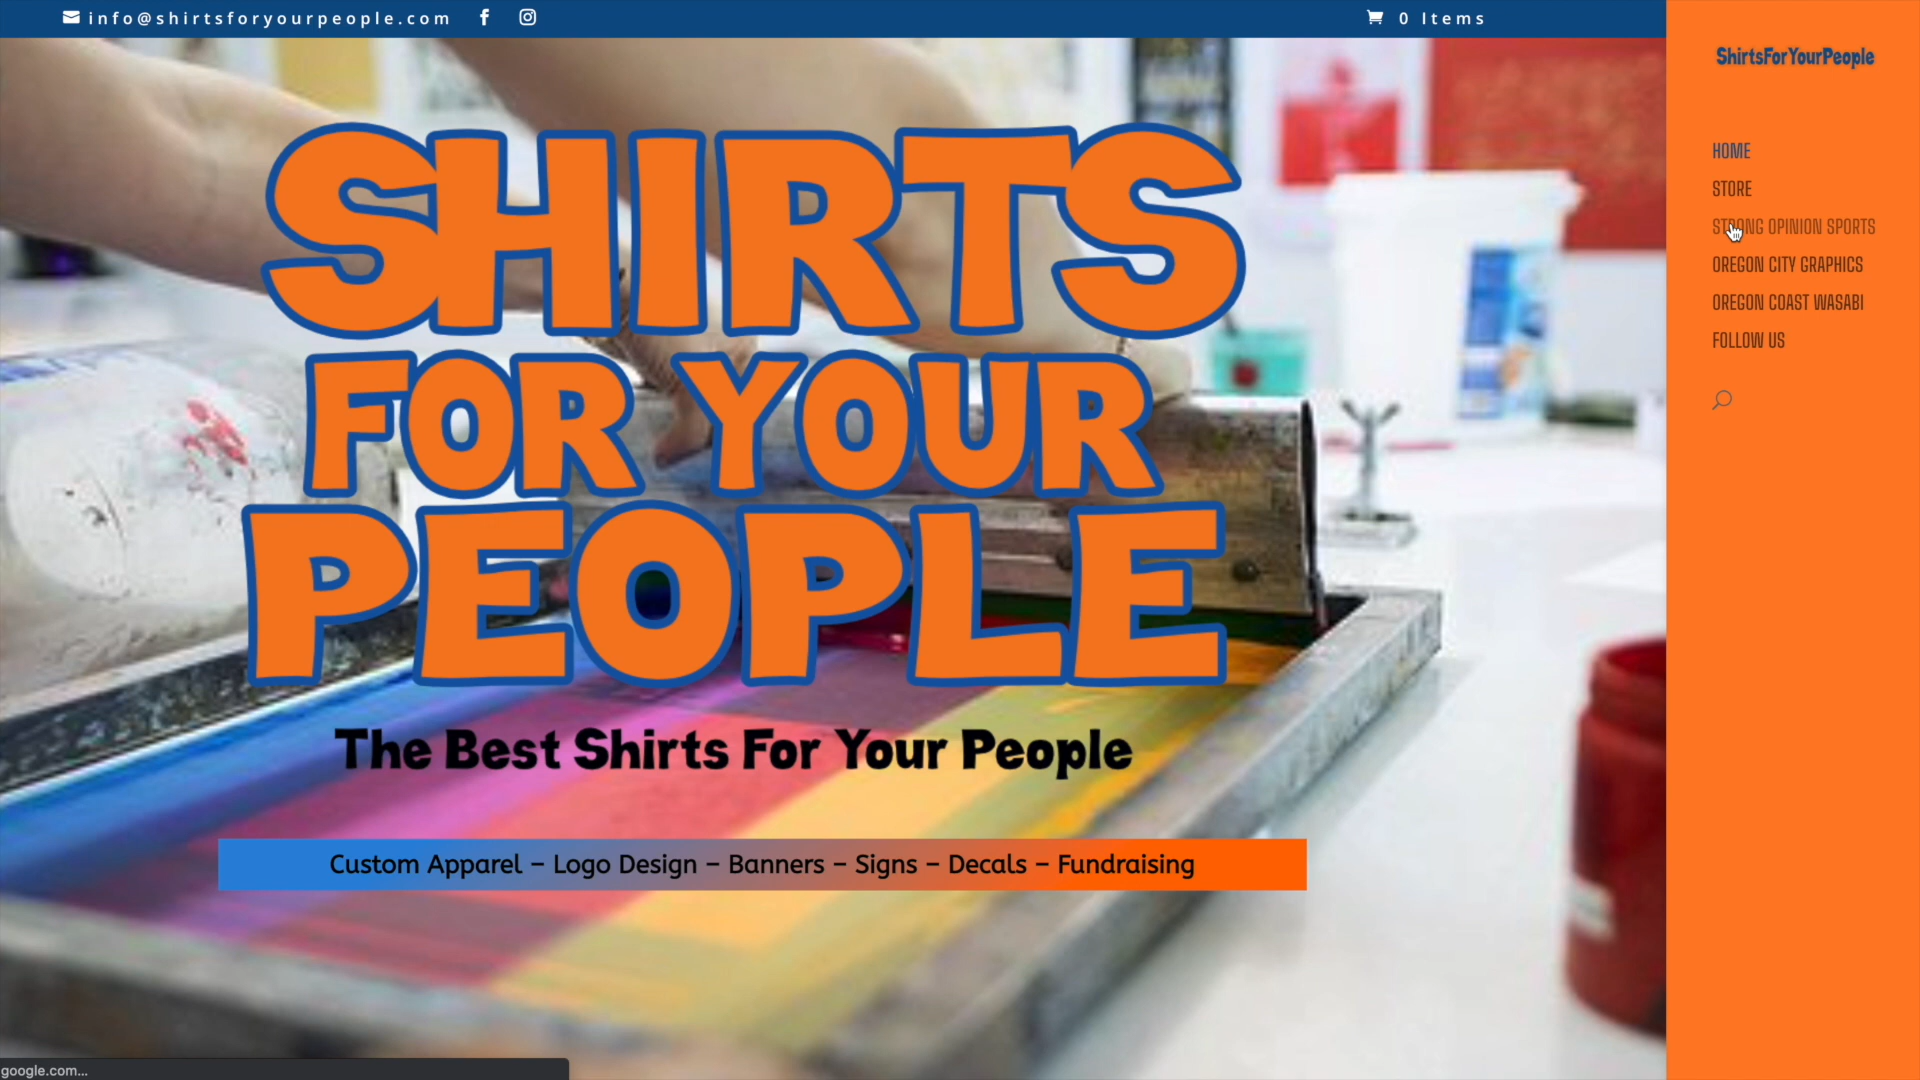 info@shirtsforyourpeople.com
0 Items
ShirtsForYourPeople
HOME
STORE
STRONG OPINION SPORTS
OREGON CITY GRAPHICS
OREGON COAST WASABI
FOLLOW US
SHIRTS
FOR YOUR
PEOPLE
The Best Shirts For Your People
Custom Apparel – Logo Design – Banners – Signs – Decals – Fundraising
google.com...